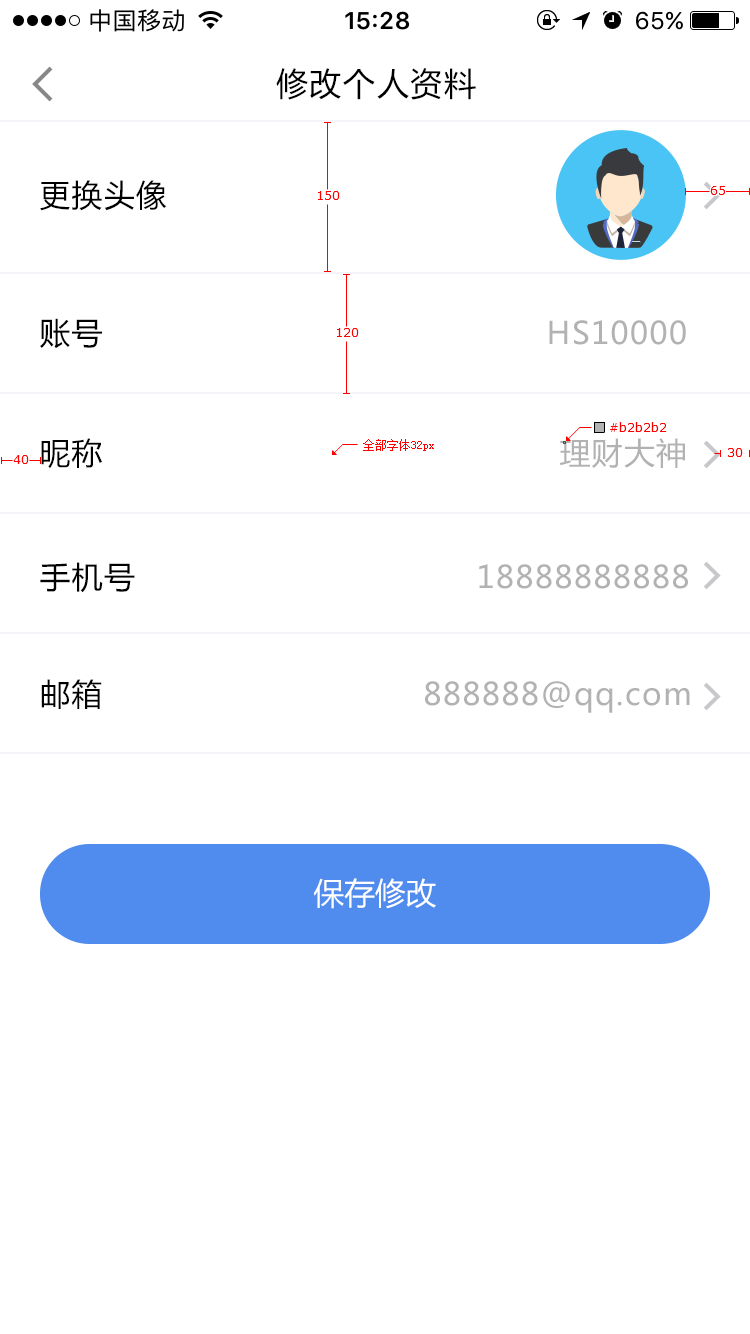 中国移动 15:28 65%
修改个人资料
150
更换头像
65
120
账号 HS10000
#b2b2b2
全部字体32px
40
昵称 理财大神
30
手机号 18888888888
邮箱 888888@qq.com
保存修改